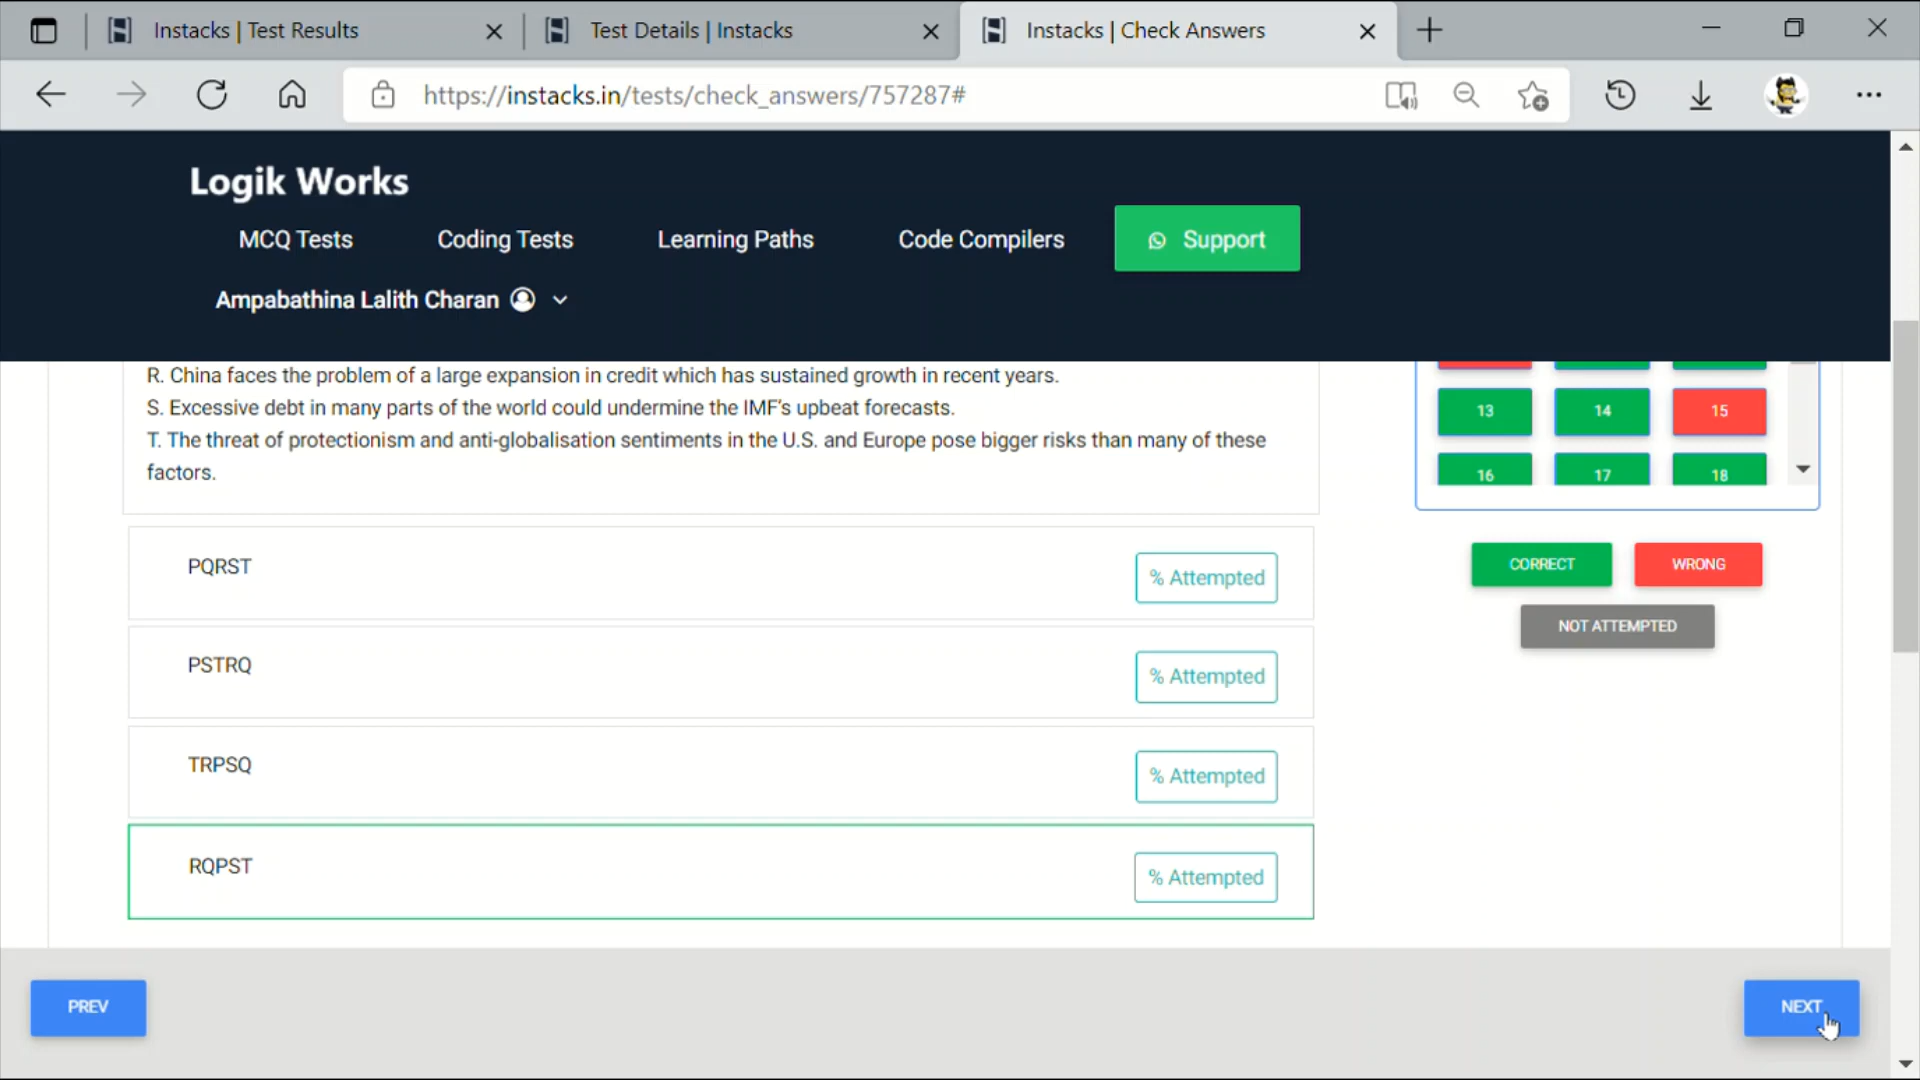 Instacks | Test Results
Test Details | Instacks
Instacks | Check Answers
https://instacks.in/tests/check_answers/757287#
Logik Works
MCQ Tests
Coding Tests
Learning Paths
Code Compilers
Support
Ampabathina Lalith Charan
R. China faces the problem of a large expansion in credit which has sustained growth in recent years.
S. Excessive debt in many parts of the world could undermine the IMF's upbeat forecasts.
T. The threat of protectionism and anti-globalisation sentiments in the U.S. and Europe pose bigger risks than many of these
factors.
13
14
15
16
17
18
CORRECT
WRONG
NOT ATTEMPTED
PQRST
% Attempted
PSTRQ
% Attempted
TRPSQ
% Attempted
RQPST
% Attempted
PREV
NEXT